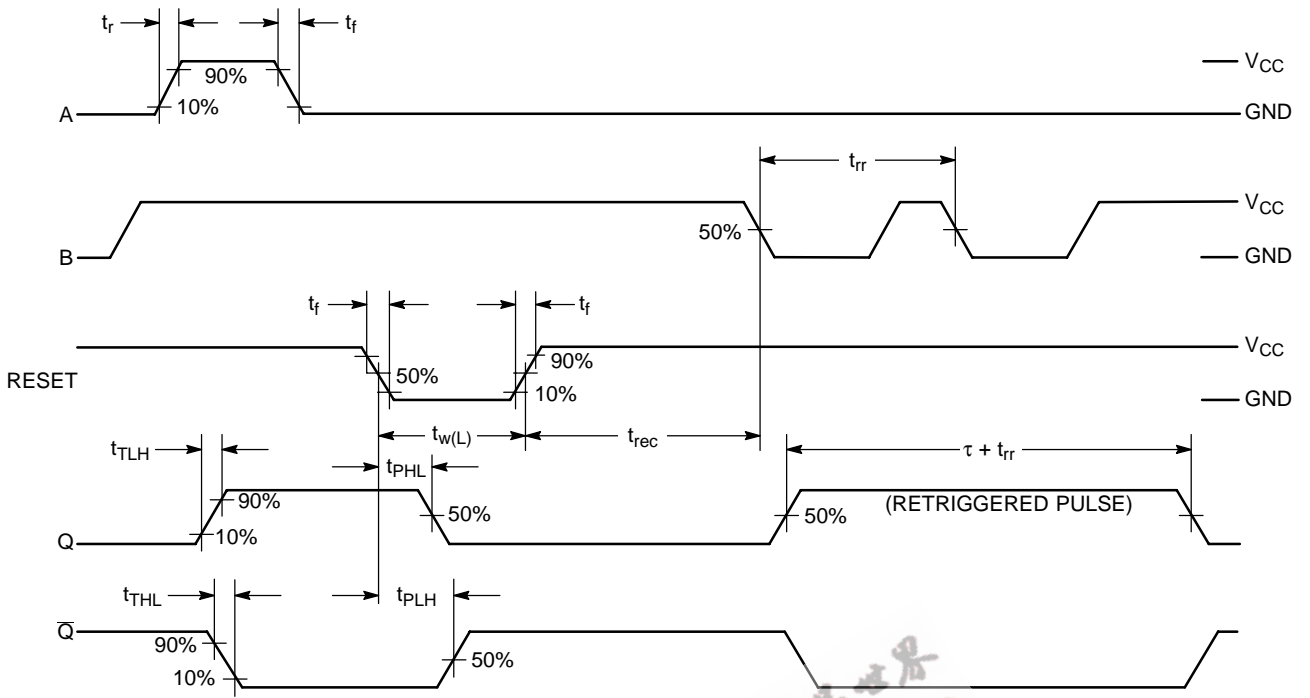 tr tf
VCC
90%
10%
A GND
trr
VCC
50%
B GND
tf tf
VCC
90%
RESET 50%
10%
GND
tw(L) trec
tTLH τ + trr
tPHL
90% (RETRIGGERED PULSE)
50% 50%
10%
Q
tTHL tPLH
Q̅
90%
50%
10%